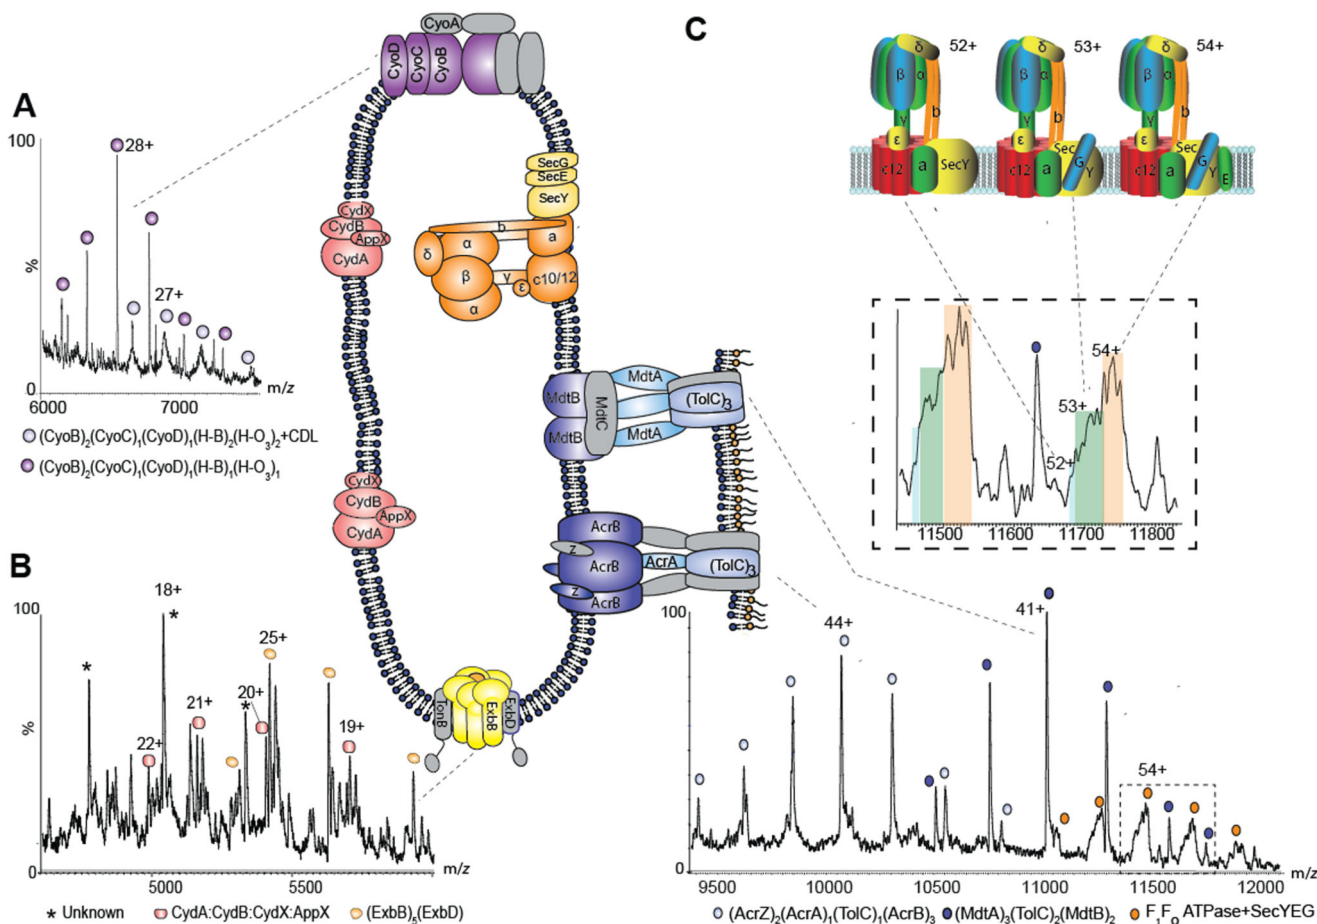 A
100
%
0
28+
27+
6000
7000
m/z
(CyoB)₂(CyoC)₁(CyoD)₁(H-B)₂(H-O₃)₂+CDL
(CyoB)₂(CyoC)₁(CyoD)₁(H-B)₁(H-O₃)₁
CyoA
CyoD
CyoC
CyoB
SecG
SecE
SecY
b
δ
α
a
β
γ
c10/12
ε
α
CydX
CydB
AppX
CydA
MdtB
MdtC
MdtA
(TolC)₃
MdtB
MdtA
CydX
CydB
AppX
CydA
AcrB
z
AcrB
AcrA
(TolC)₃
z
AcrB
TonB
ExbB
ExbD
B
100
%
0
*
18+
*
22+
21+
20+
*
25+
19+
5000
5500
m/z
* Unknown
CydA:CydB:CydX:AppX
(ExbB)₅(ExbD)
C
52+
53+
54+
δ
β
α
γ
b
ε
c12
a
SecY
δ
β
α
γ
b
ε
c12
a
Sec
G
Y
δ
β
α
γ
b
ε
c12
a
Sec
G
Y
E
52+
53+
54+
11500
11600
11700
11800
100
%
0
44+
41+
54+
9500
10000
10500
11000
11500
12000
m/z
(AcrZ)₂(AcrA)₁(TolC)₁(AcrB)₃
(MdtA)₃(TolC)₂(MdtB)₂
F₁F₀ ATPase+SecYEG